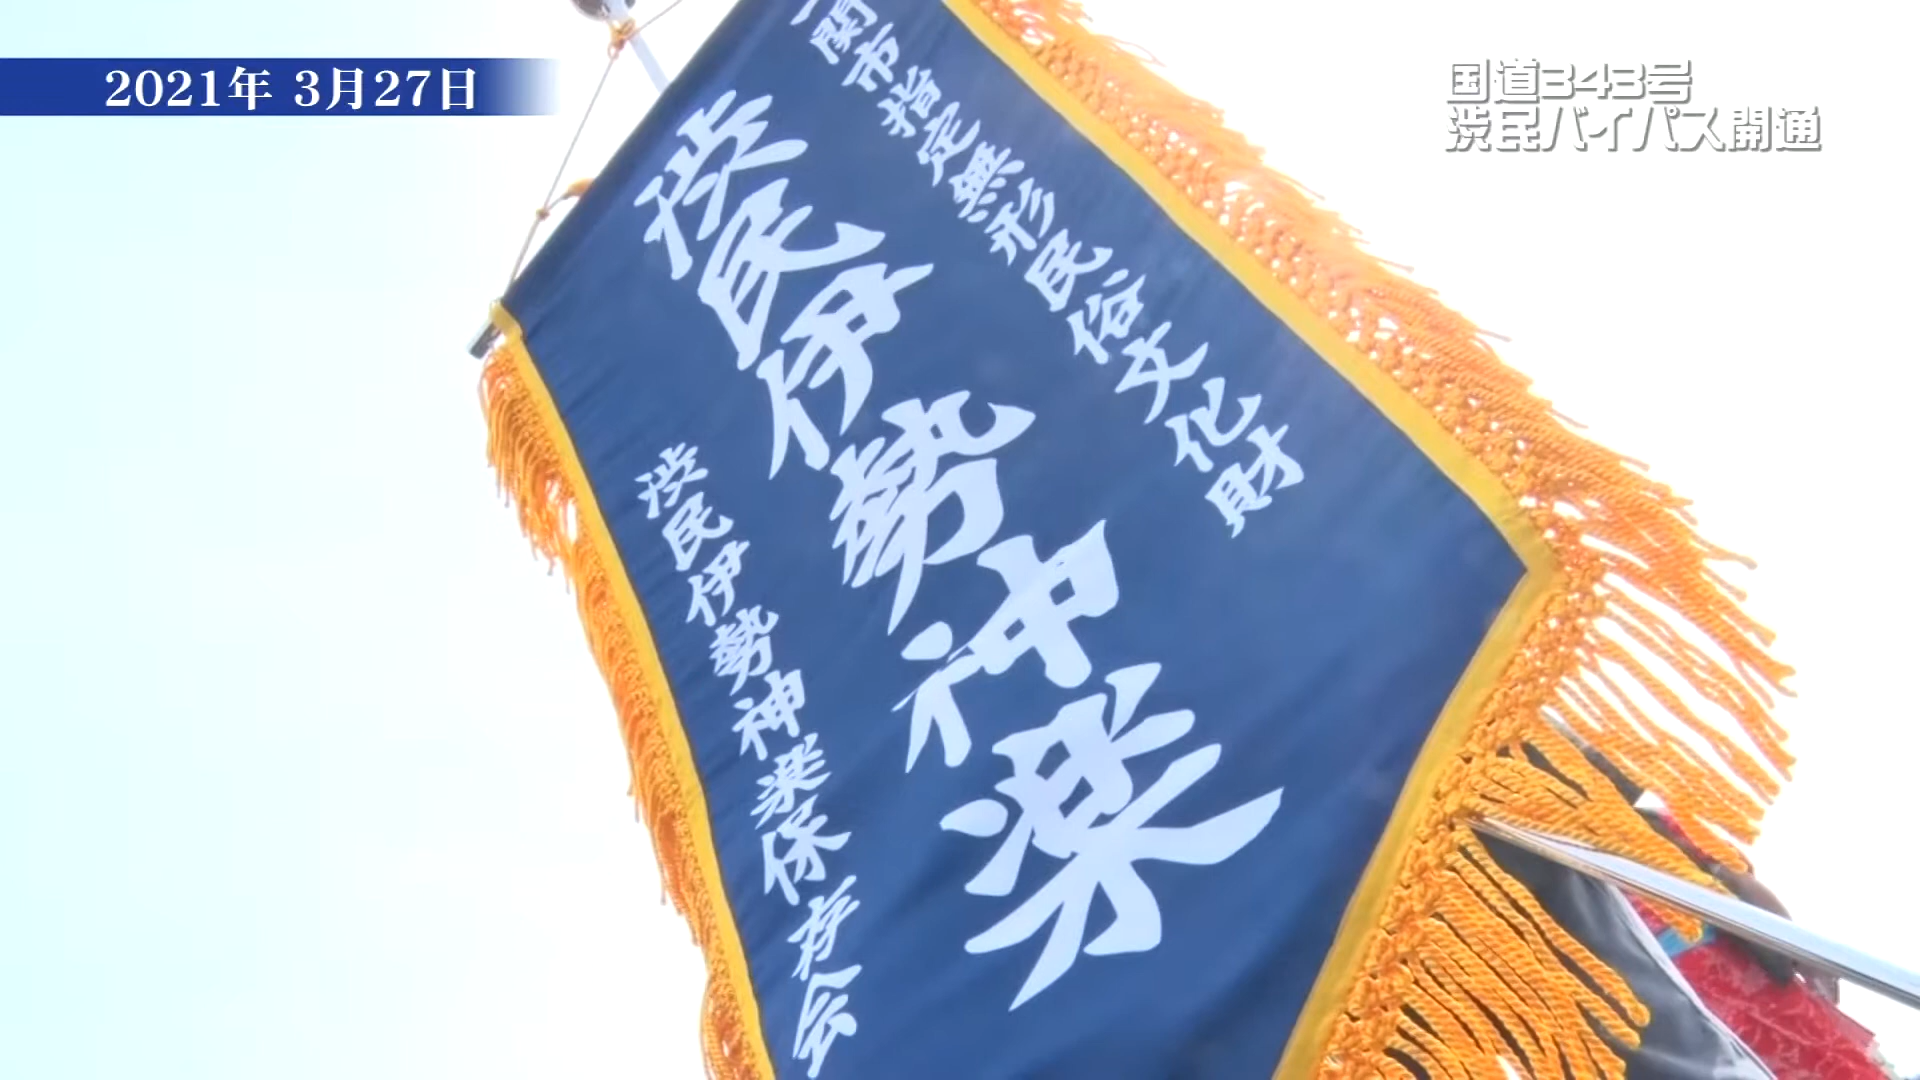 2021年 3月27日
国道343号
渋民バイパス開通
一関市指定無形民俗文化財
渋民伊勢神楽
渋民伊勢神楽保存会